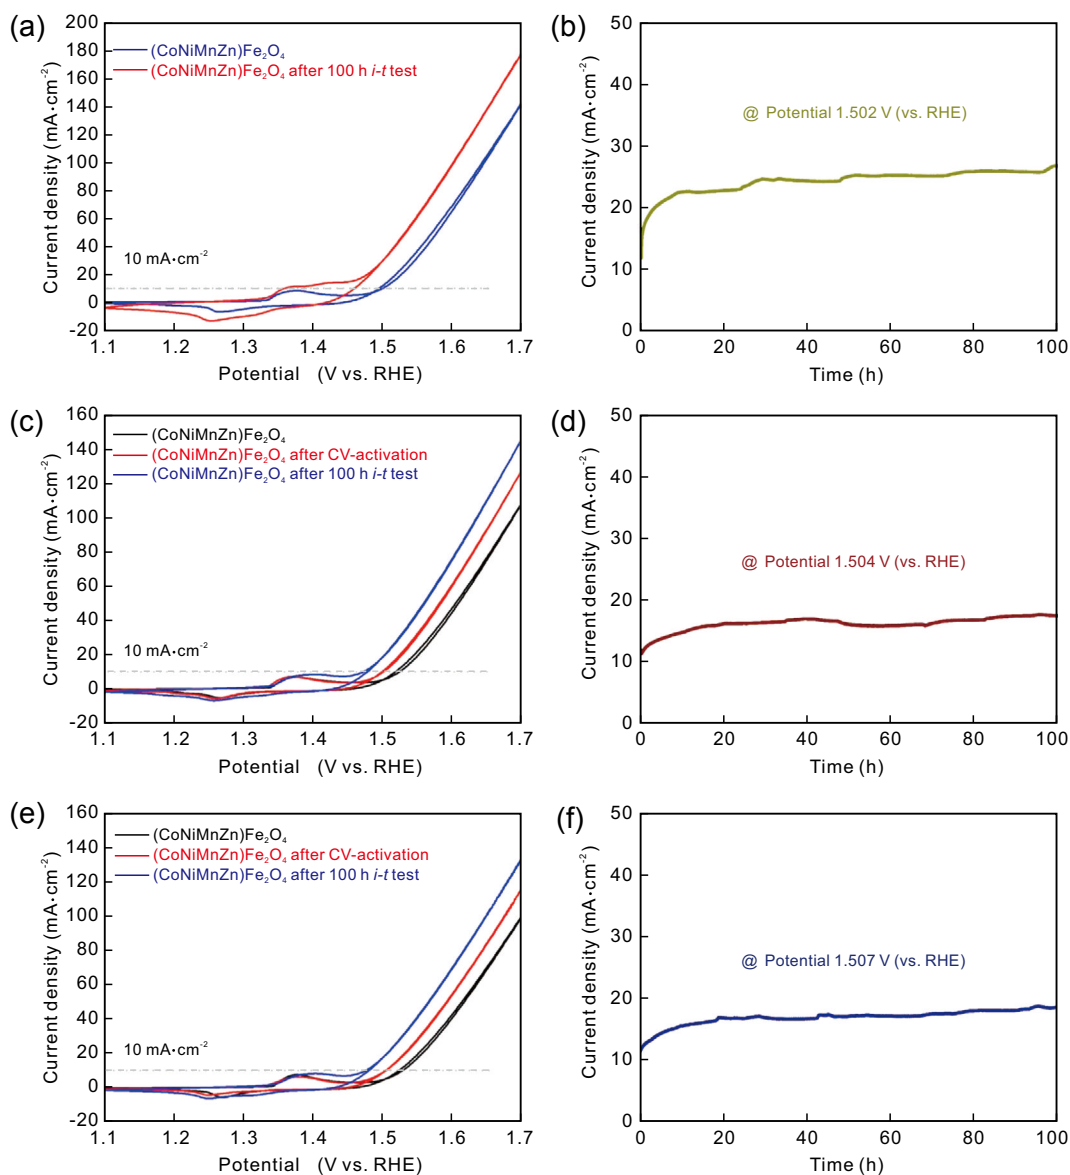 (a)
200
180
160
140
120
100
80
60
40
20
0
-20
Current density (mA·cm⁻²)
(CoNiMnZn)Fe₂O₄
(CoNiMnZn)Fe₂O₄ after 100 h i-t test
10 mA·cm⁻²
1.1 1.2 1.3 1.4 1.5 1.6 1.7
Potential (V vs. RHE)
(b)
50
40
30
20
10
0
Current density (mA·cm⁻²)
@ Potential 1.502 V (vs. RHE)
0 20 40 60 80 100
Time (h)
(c)
160
140
120
100
80
60
40
20
0
-20
Current density (mA·cm⁻²)
(CoNiMnZn)Fe₂O₄
(CoNiMnZn)Fe₂O₄ after CV-activation
(CoNiMnZn)Fe₂O₄ after 100 h i-t test
10 mA·cm⁻²
1.1 1.2 1.3 1.4 1.5 1.6 1.7
Potential (V vs. RHE)
(d)
50
40
30
20
10
0
Current density (mA·cm⁻²)
@ Potential 1.504 V (vs. RHE)
0 20 40 60 80 100
Time (h)
(e)
160
140
120
100
80
60
40
20
0
-20
Current density (mA·cm⁻²)
(CoNiMnZn)Fe₂O₄
(CoNiMnZn)Fe₂O₄ after CV-activation
(CoNiMnZn)Fe₂O₄ after 100 h i-t test
10 mA·cm⁻²
1.1 1.2 1.3 1.4 1.5 1.6 1.7
Potential (V vs. RHE)
(f)
50
40
30
20
10
0
Current density (mA·cm⁻²)
@ Potential 1.507 V (vs. RHE)
0 20 40 60 80 100
Time (h)